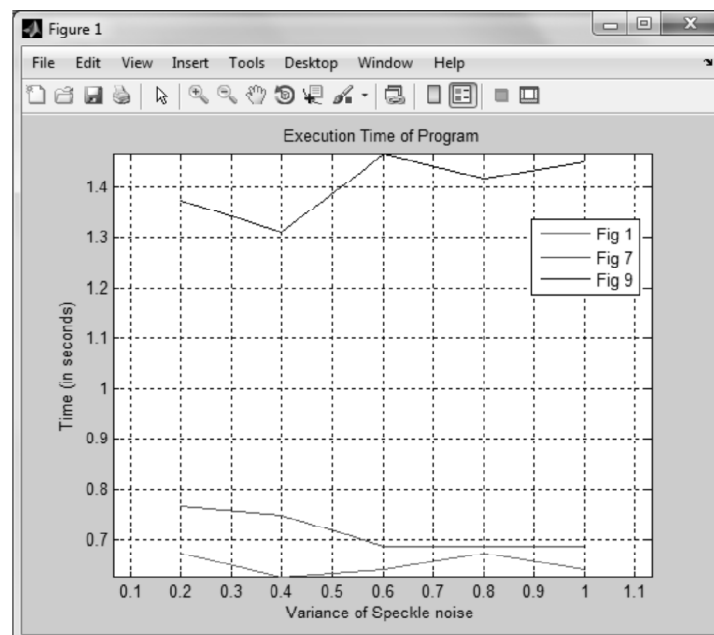 Figure 1
File Edit View Insert Tools Desktop Window Help
Execution Time of Program
1.4
1.3
1.2
1.1
1
0.9
0.8
0.7
Time (in seconds)
Fig 1
Fig 7
Fig 9
0.1 0.2 0.3 0.4 0.5 0.6 0.7 0.8 0.9 1 1.1
Variance of Speckle noise